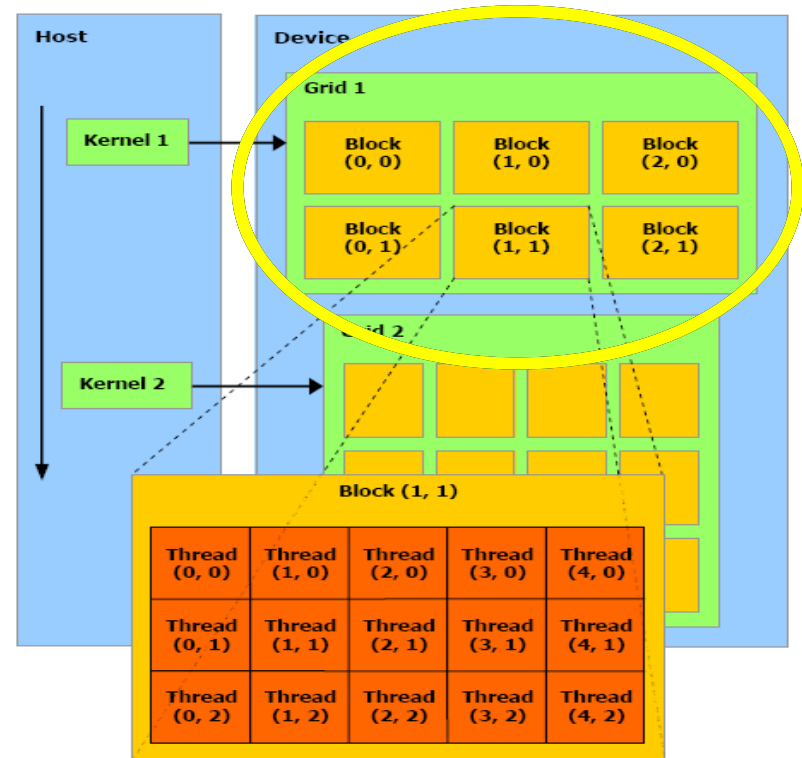 Host
Device
Grid 1
Kernel 1
Block
(0, 0)
Block
(1, 0)
Block
(2, 0)
Block
(0, 1)
Block
(1, 1)
Block
(2, 1)
Grid 2
Kernel 2
Block (1, 1)
Thread
(0, 0)
Thread
(1, 0)
Thread
(2, 0)
Thread
(3, 0)
Thread
(4, 0)
Thread
(0, 1)
Thread
(1, 1)
Thread
(2, 1)
Thread
(3, 1)
Thread
(4, 1)
Thread
(0, 2)
Thread
(1, 2)
Thread
(2, 2)
Thread
(3, 2)
Thread
(4, 2)